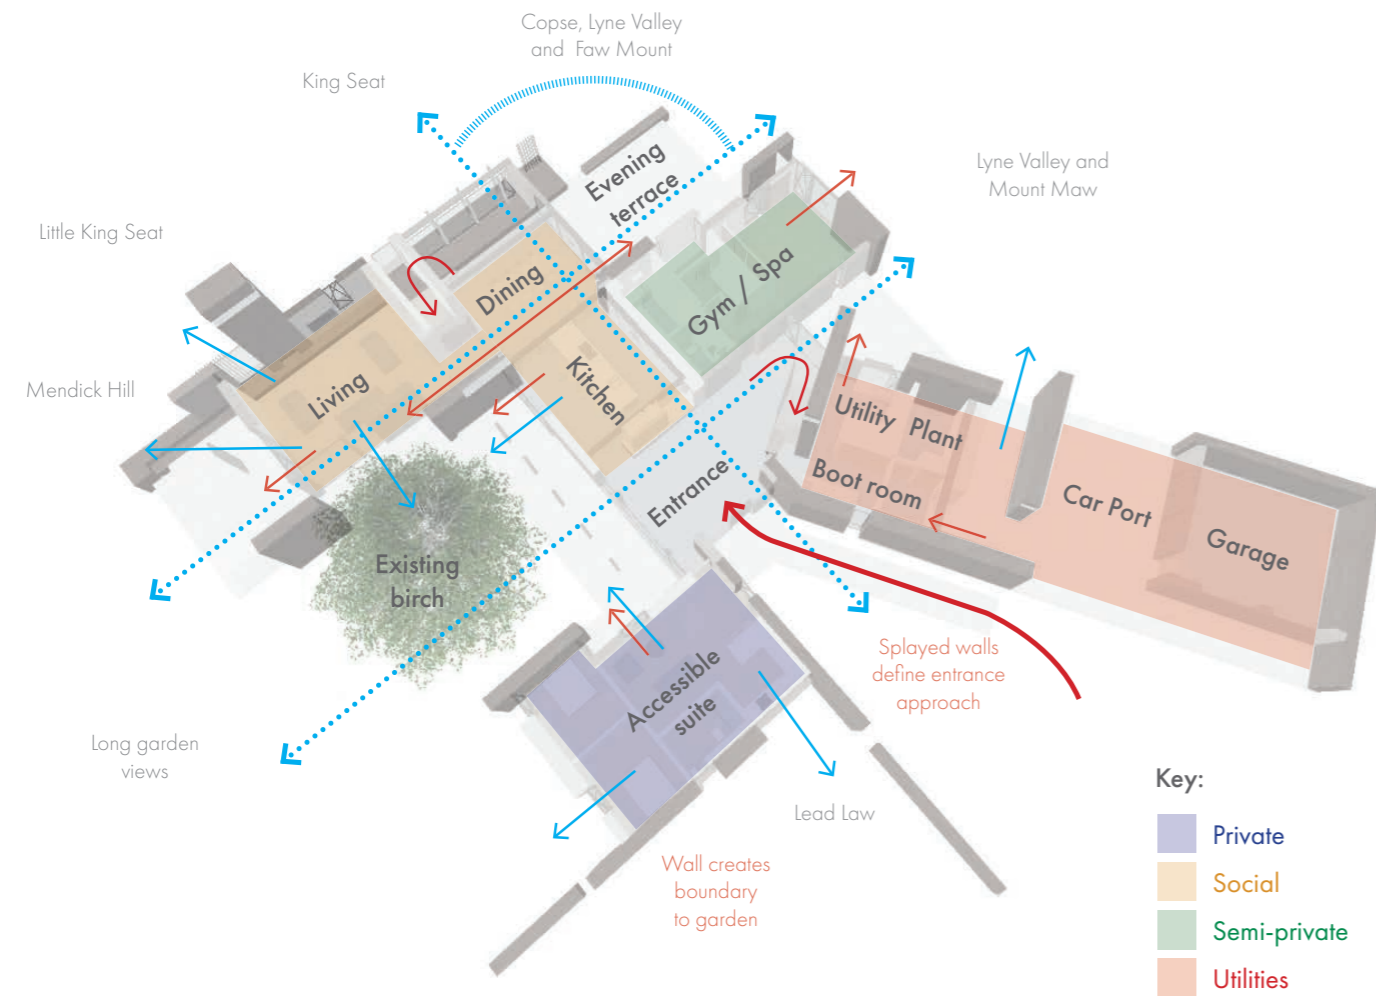 Copse, Lyne Valley
and Faw Mount
King Seat
Evening
terrace
Lyne Valley and
Mount Maw
Little King Seat
Dining
Gym / Spa
Mendick Hill
Living
Kitchen
Utility
Plant
Boot room
Entrance
Car Port
Garage
Existing
birch
Splayed walls
define entrance
approach
Accessible
suite
Long garden
views
Lead Law
Wall creates
boundary
to garden
Key:
Private
Social
Semi-private
Utilities